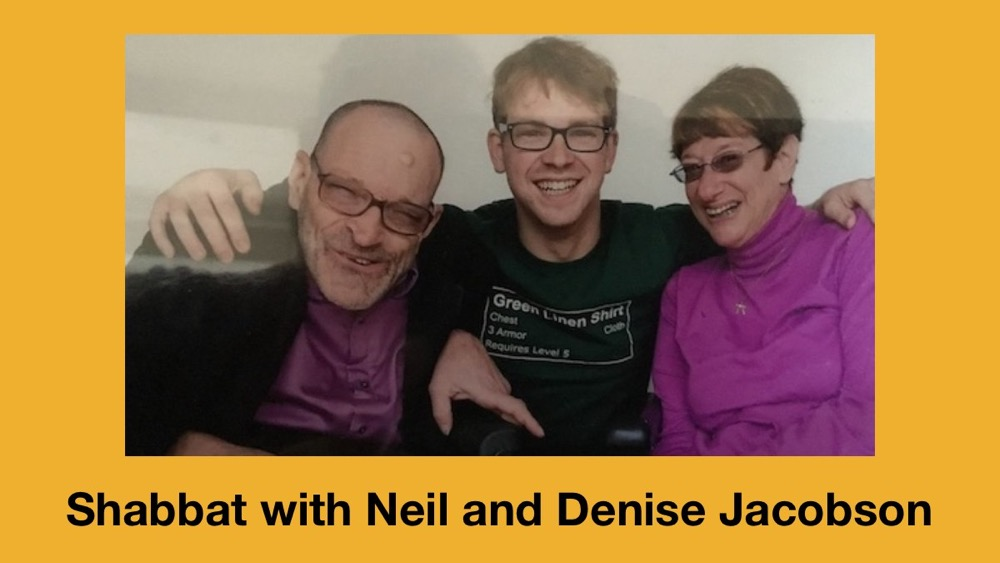 Green Linen Shirt
Chest Cloth
3 Armor
Requires Level 5
Shabbat with Neil and Denise Jacobson